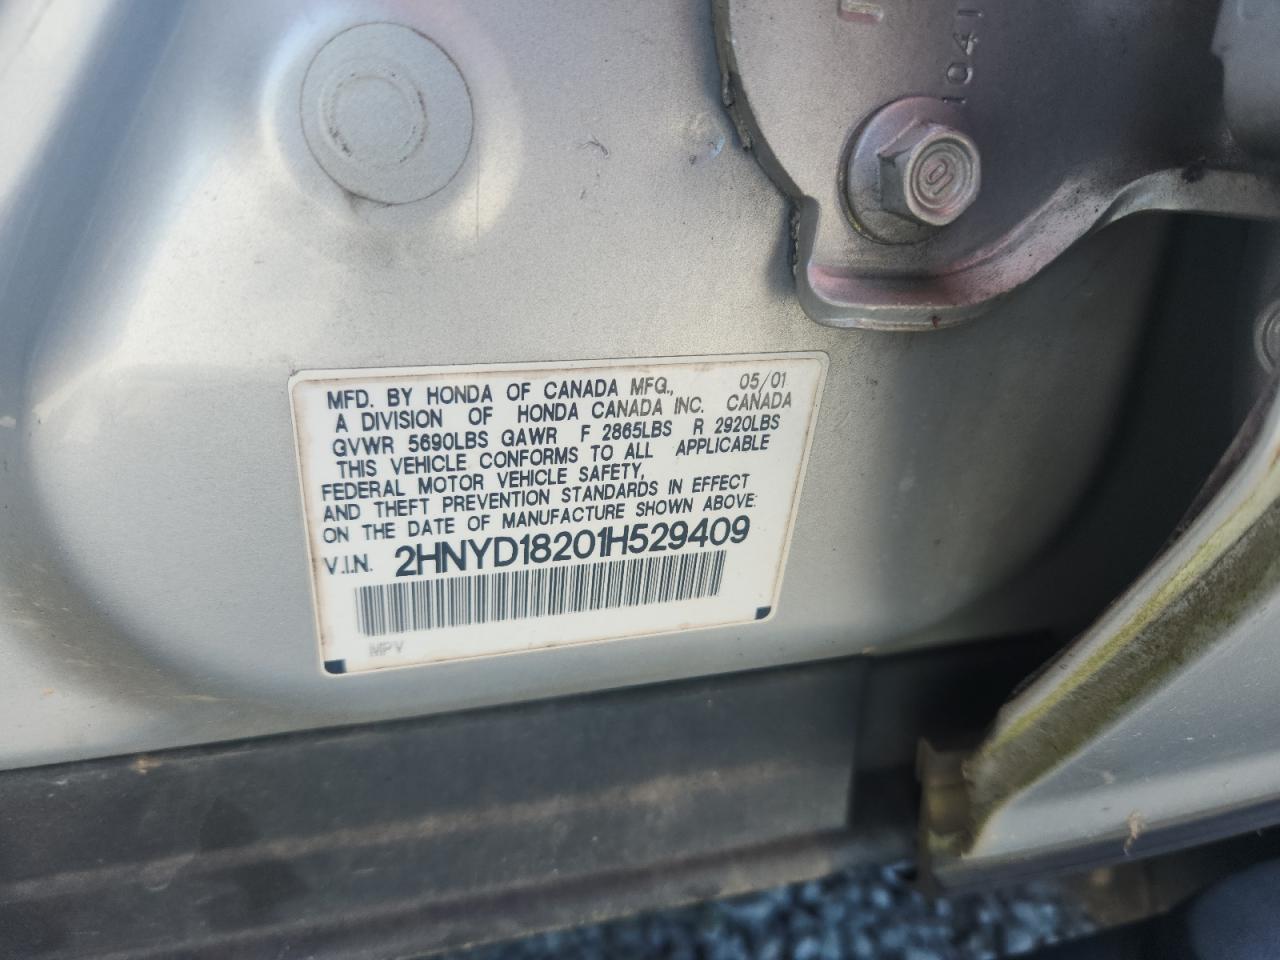 1041
10
MFD. BY HONDA OF CANADA MFG., 05/01
A DIVISION OF HONDA CANADA INC. CANADA
GVWR 5690LBS GAWR F 2865LBS R 2920LBS
THIS VEHICLE CONFORMS TO ALL APPLICABLE
FEDERAL MOTOR VEHICLE SAFETY,
AND THEFT PREVENTION STANDARDS IN EFFECT
ON THE DATE OF MANUFACTURE SHOWN ABOVE:
V.I.N. 2HNYD18201H529409
MPV